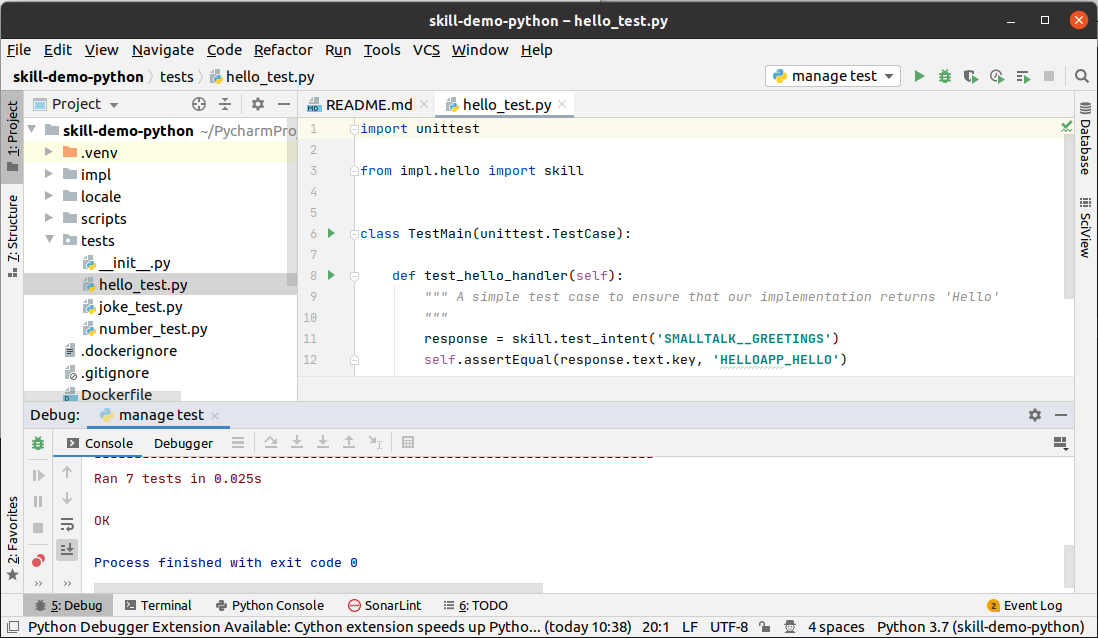 skill-demo-python – hello_test.py
File Edit View Navigate Code Refactor Run Tools VCS Window Help
skill-demo-python tests hello_test.py manage test
1: Project
Project
README.md
hello_test.py
skill-demo-python ~/PycharmPro
.venv
impl
locale
scripts
tests
__init__.py
hello_test.py
joke_test.py
number_test.py
.dockerignore
.gitignore
Dockerfile
7: Structure
2: Favorites
1 import unittest
2
3 from impl.hello import skill
4
5
6 class TestMain(unittest.TestCase):
7
8 def test_hello_handler(self):
9 """ A simple test case to ensure that our implementation returns 'Hello'
10 """
11 response = skill.test_intent('SMALLTALK__GREETINGS')
12 self.assertEqual(response.text.key, 'HELLOAPP_HELLO')
Database
SciView
Debug: manage test
Console Debugger
Ran 7 tests in 0.025s
OK
Process finished with exit code 0
5: Debug Terminal Python Console SonarLint 6: TODO 2 Event Log
Python Debugger Extension Available: Cython extension speeds up Pytho... (today 10:38) 20:1 LF UTF-8 4 spaces Python 3.7 (skill-demo-python)